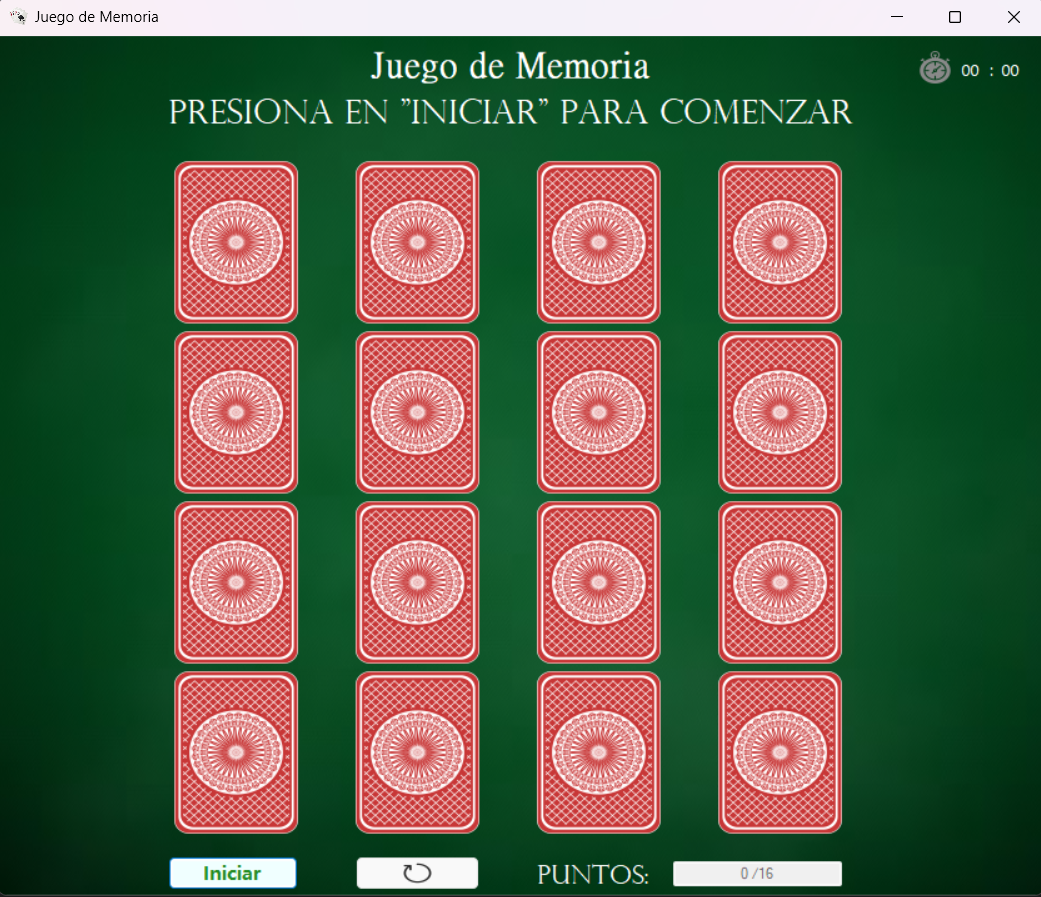 Juego de Memoria
Juego de Memoria
00 : 00
PRESIONA EN "INICIAR" PARA COMENZAR
Iniciar
PUNTOS:
0 /16